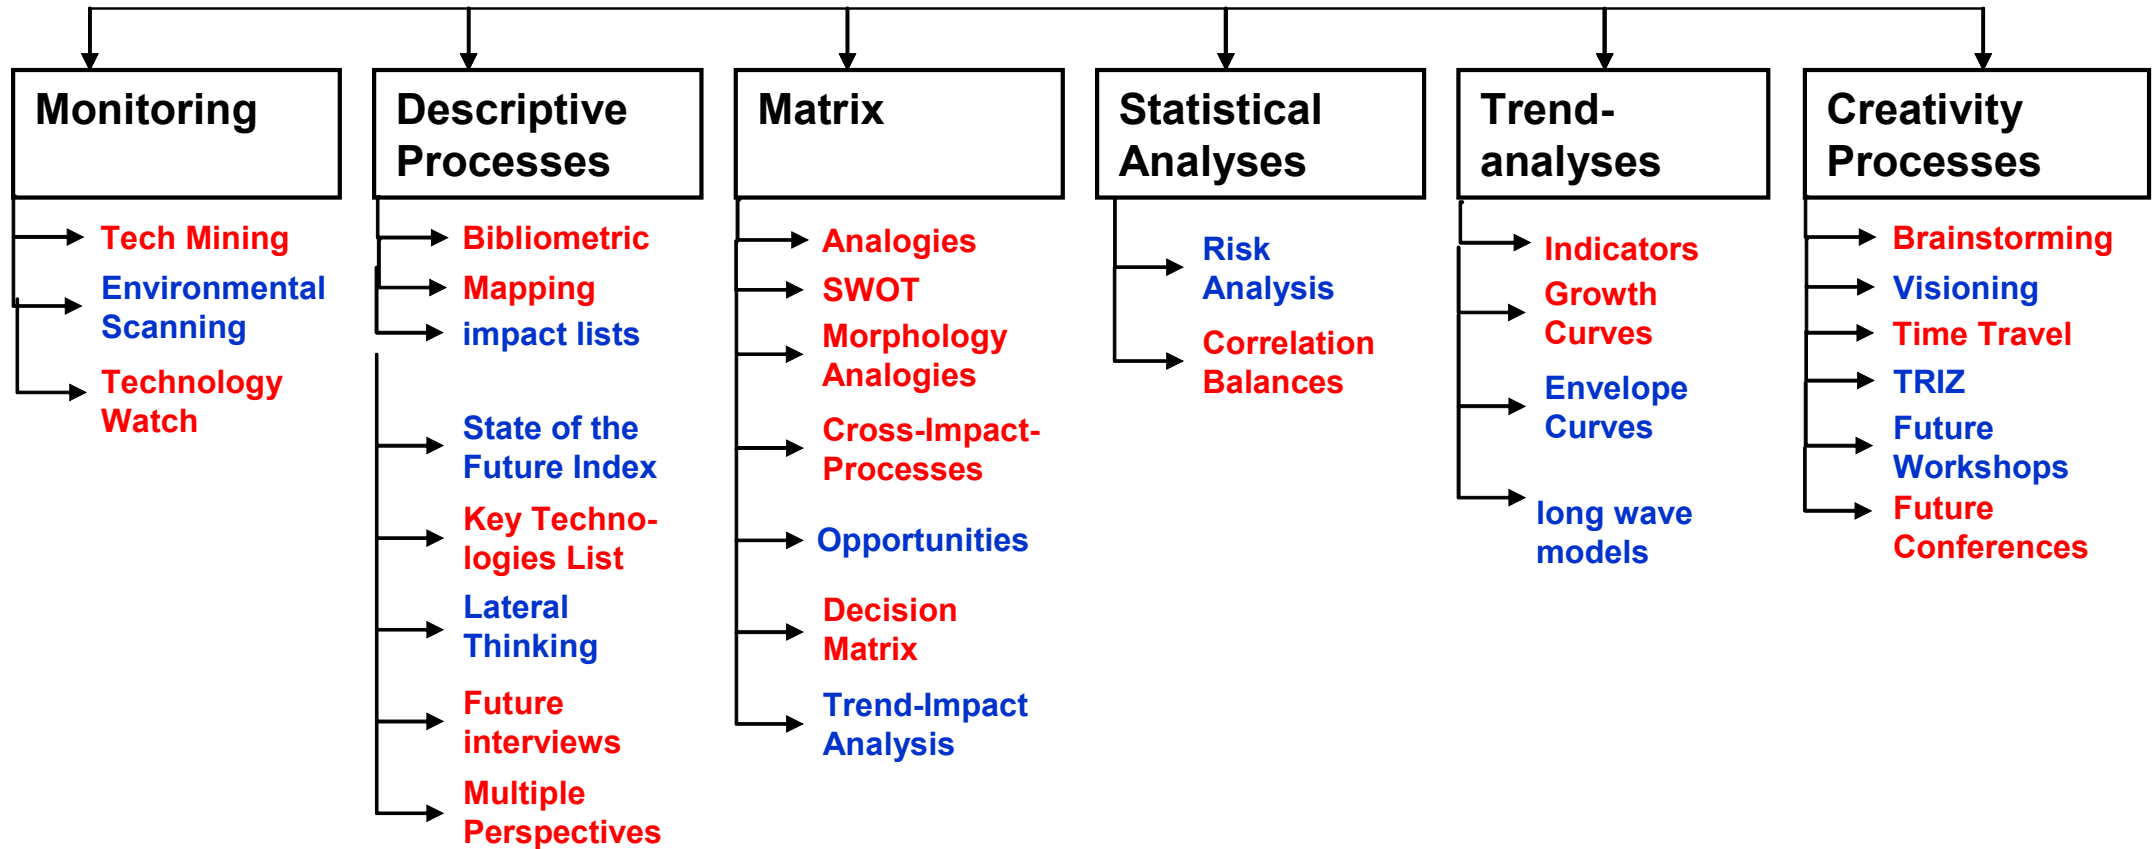 Monitoring
Tech Mining
Environmental
Scanning
Technology
Watch
Descriptive
Processes
Bibliometric
Mapping
impact lists
State of the
Future Index
Key Techno-
logies List
Lateral
Thinking
Future
interviews
Multiple
Perspectives
Matrix
Analogies
SWOT
Morphology
Analogies
Cross-Impact-
Processes
Opportunities
Decision
Matrix
Trend-Impact
Analysis
Statistical
Analyses
Risk
Analysis
Correlation
Balances
Trend-
analyses
Indicators
Growth
Curves
Envelope
Curves
long wave
models
Creativity
Processes
Brainstorming
Visioning
Time Travel
TRIZ
Future
Workshops
Future
Conferences